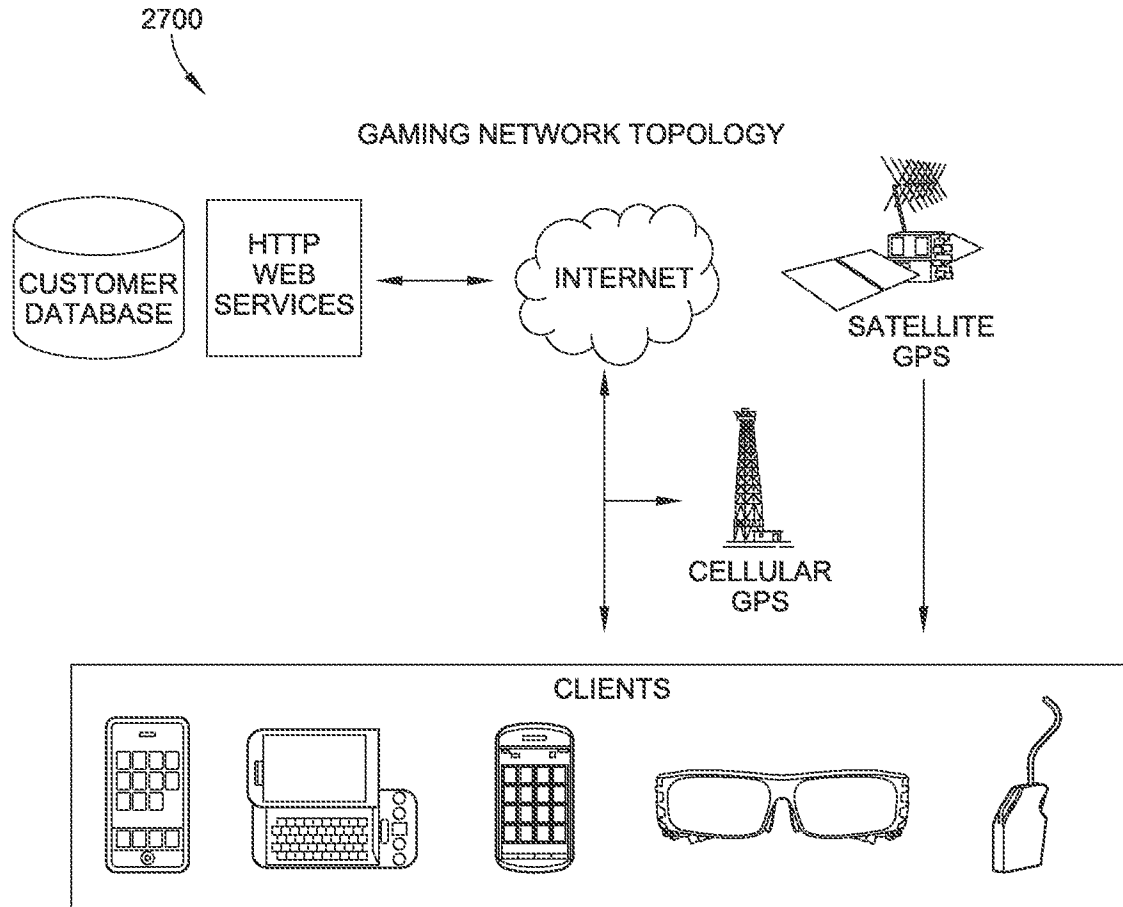 2700
GAMING NETWORK TOPOLOGY
CUSTOMER
DATABASE
HTTP
WEB
SERVICES
INTERNET
SATELLITE
GPS
CELLULAR
GPS
CLIENTS